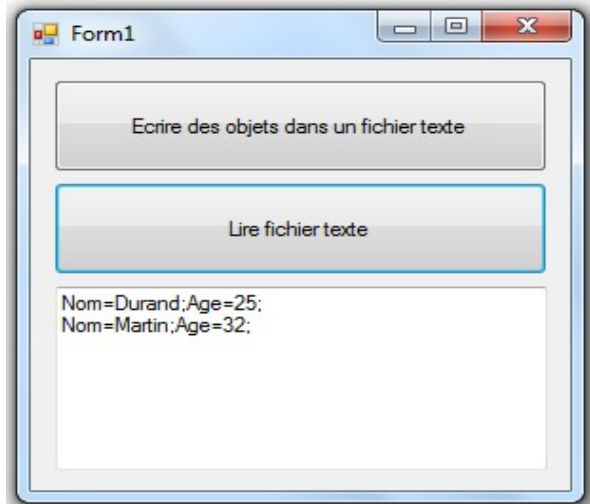 Form1
Ecrire des objets dans un fichier texte
Lire fichier texte
Nom=Durand;Age=25;
Nom=Martin;Age=32;